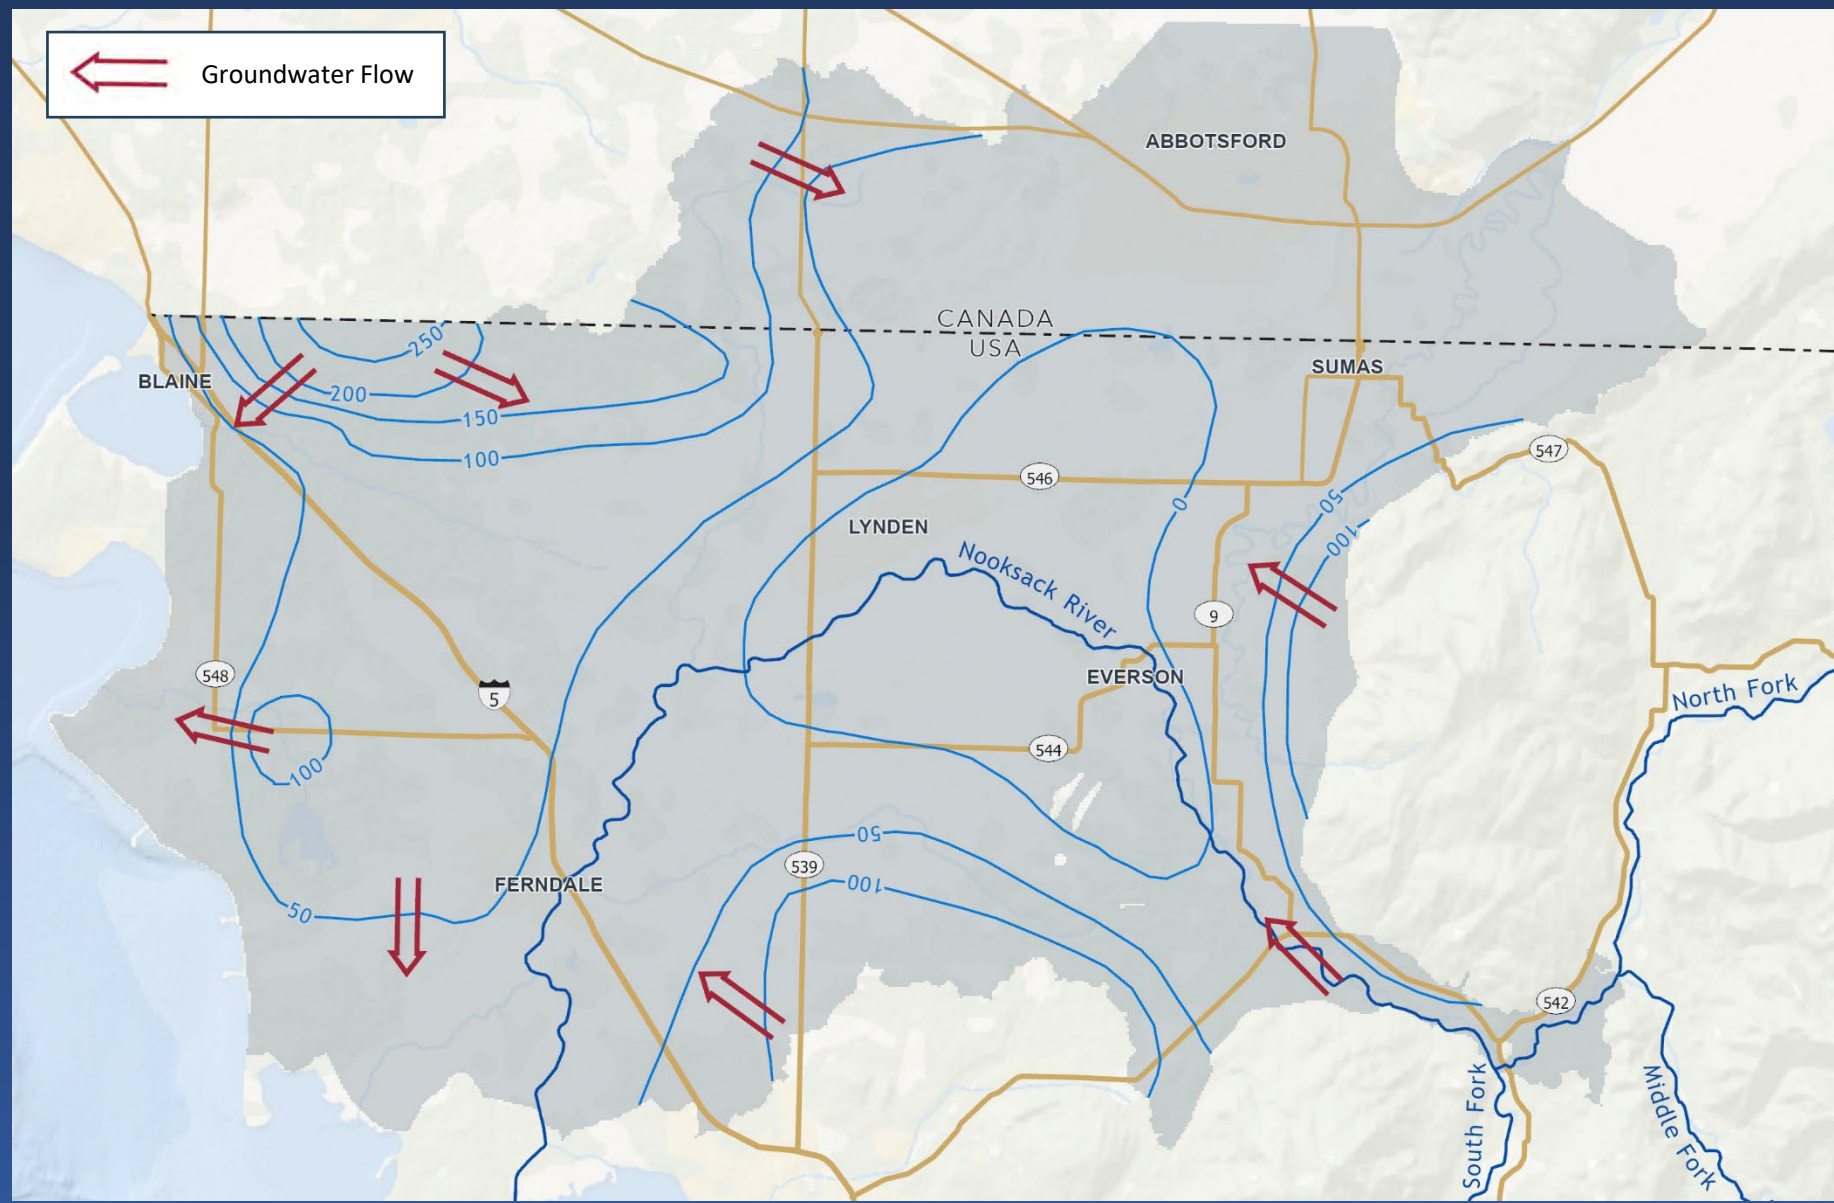 Groundwater Flow
ABBOTSFORD
CANADA
USA
250
SUMAS
BLAINE
200
150
100
547
546
50
0
LYNDEN
100
Nooksack River
9
548
EVERSON
5
North Fork
544
100
50
539
100
FERNDALE
50
542
South Fork
Middle Fork